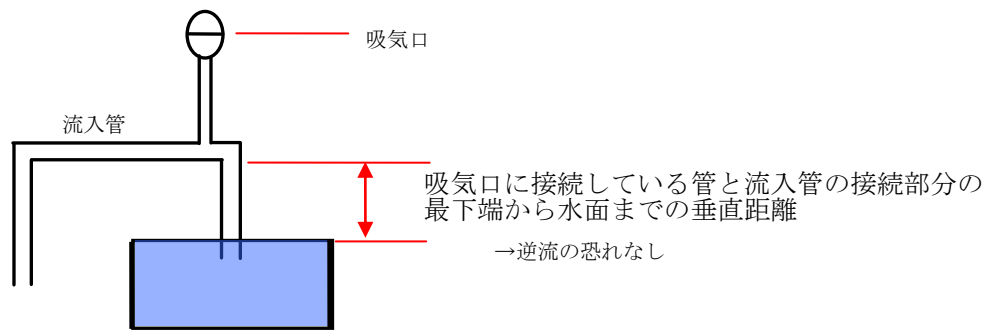 吸気口
流入管
吸気口に接続している管と流入管の接続部分の
最下端から水面までの垂直距離
→逆流の恐れなし